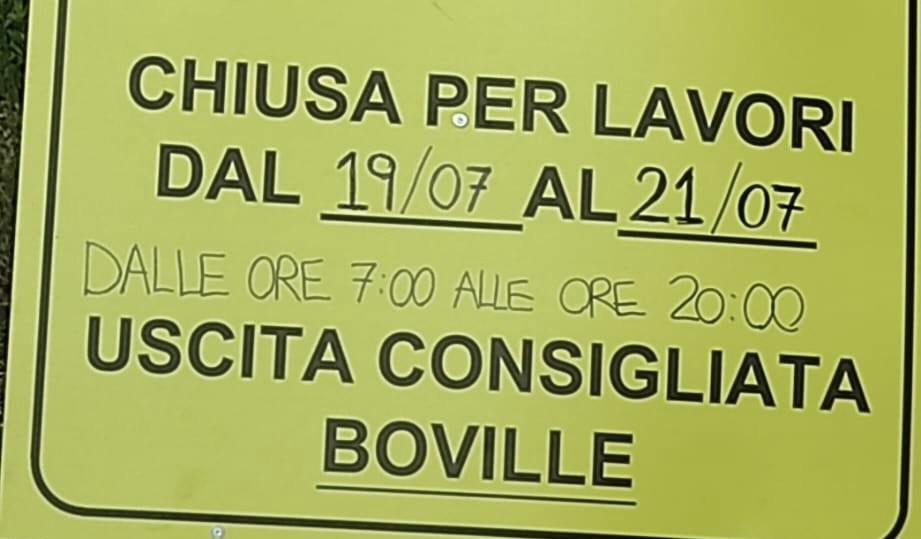 CHIUSA PER LAVORI
DAL 19/07 AL 21/07
DALLE ORE 7:00 ALLE ORE 20:00
USCITA CONSIGLIATA
BOVILLE